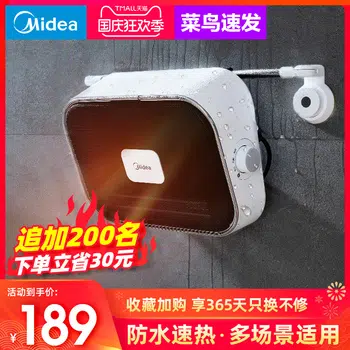 Midea
TMALL天猫
国庆狂欢季
菜鸟速发
Midea
追加200名
下单立省30元
活动价
¥189
收藏加购 享365天只换不修
防水速热·多场景适用